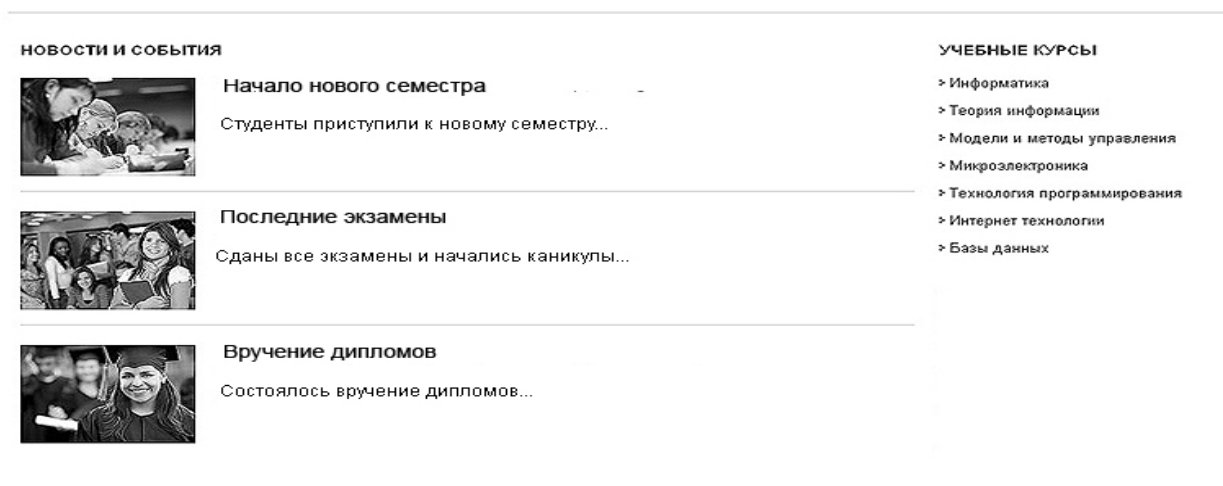 НОВОСТИ И СОБЫТИЯ
Начало нового семестра
Студенты приступили к новому семестру...
Последние экзамены
Сданы все экзамены и начались каникулы...
Вручение дипломов
Состоялось вручение дипломов...
УЧЕБНЫЕ КУРСЫ
> Информатика
> Теория информации
> Модели и методы управления
> Микроэлектроника
> Технология программирования
> Интернет технологии
> Базы данных